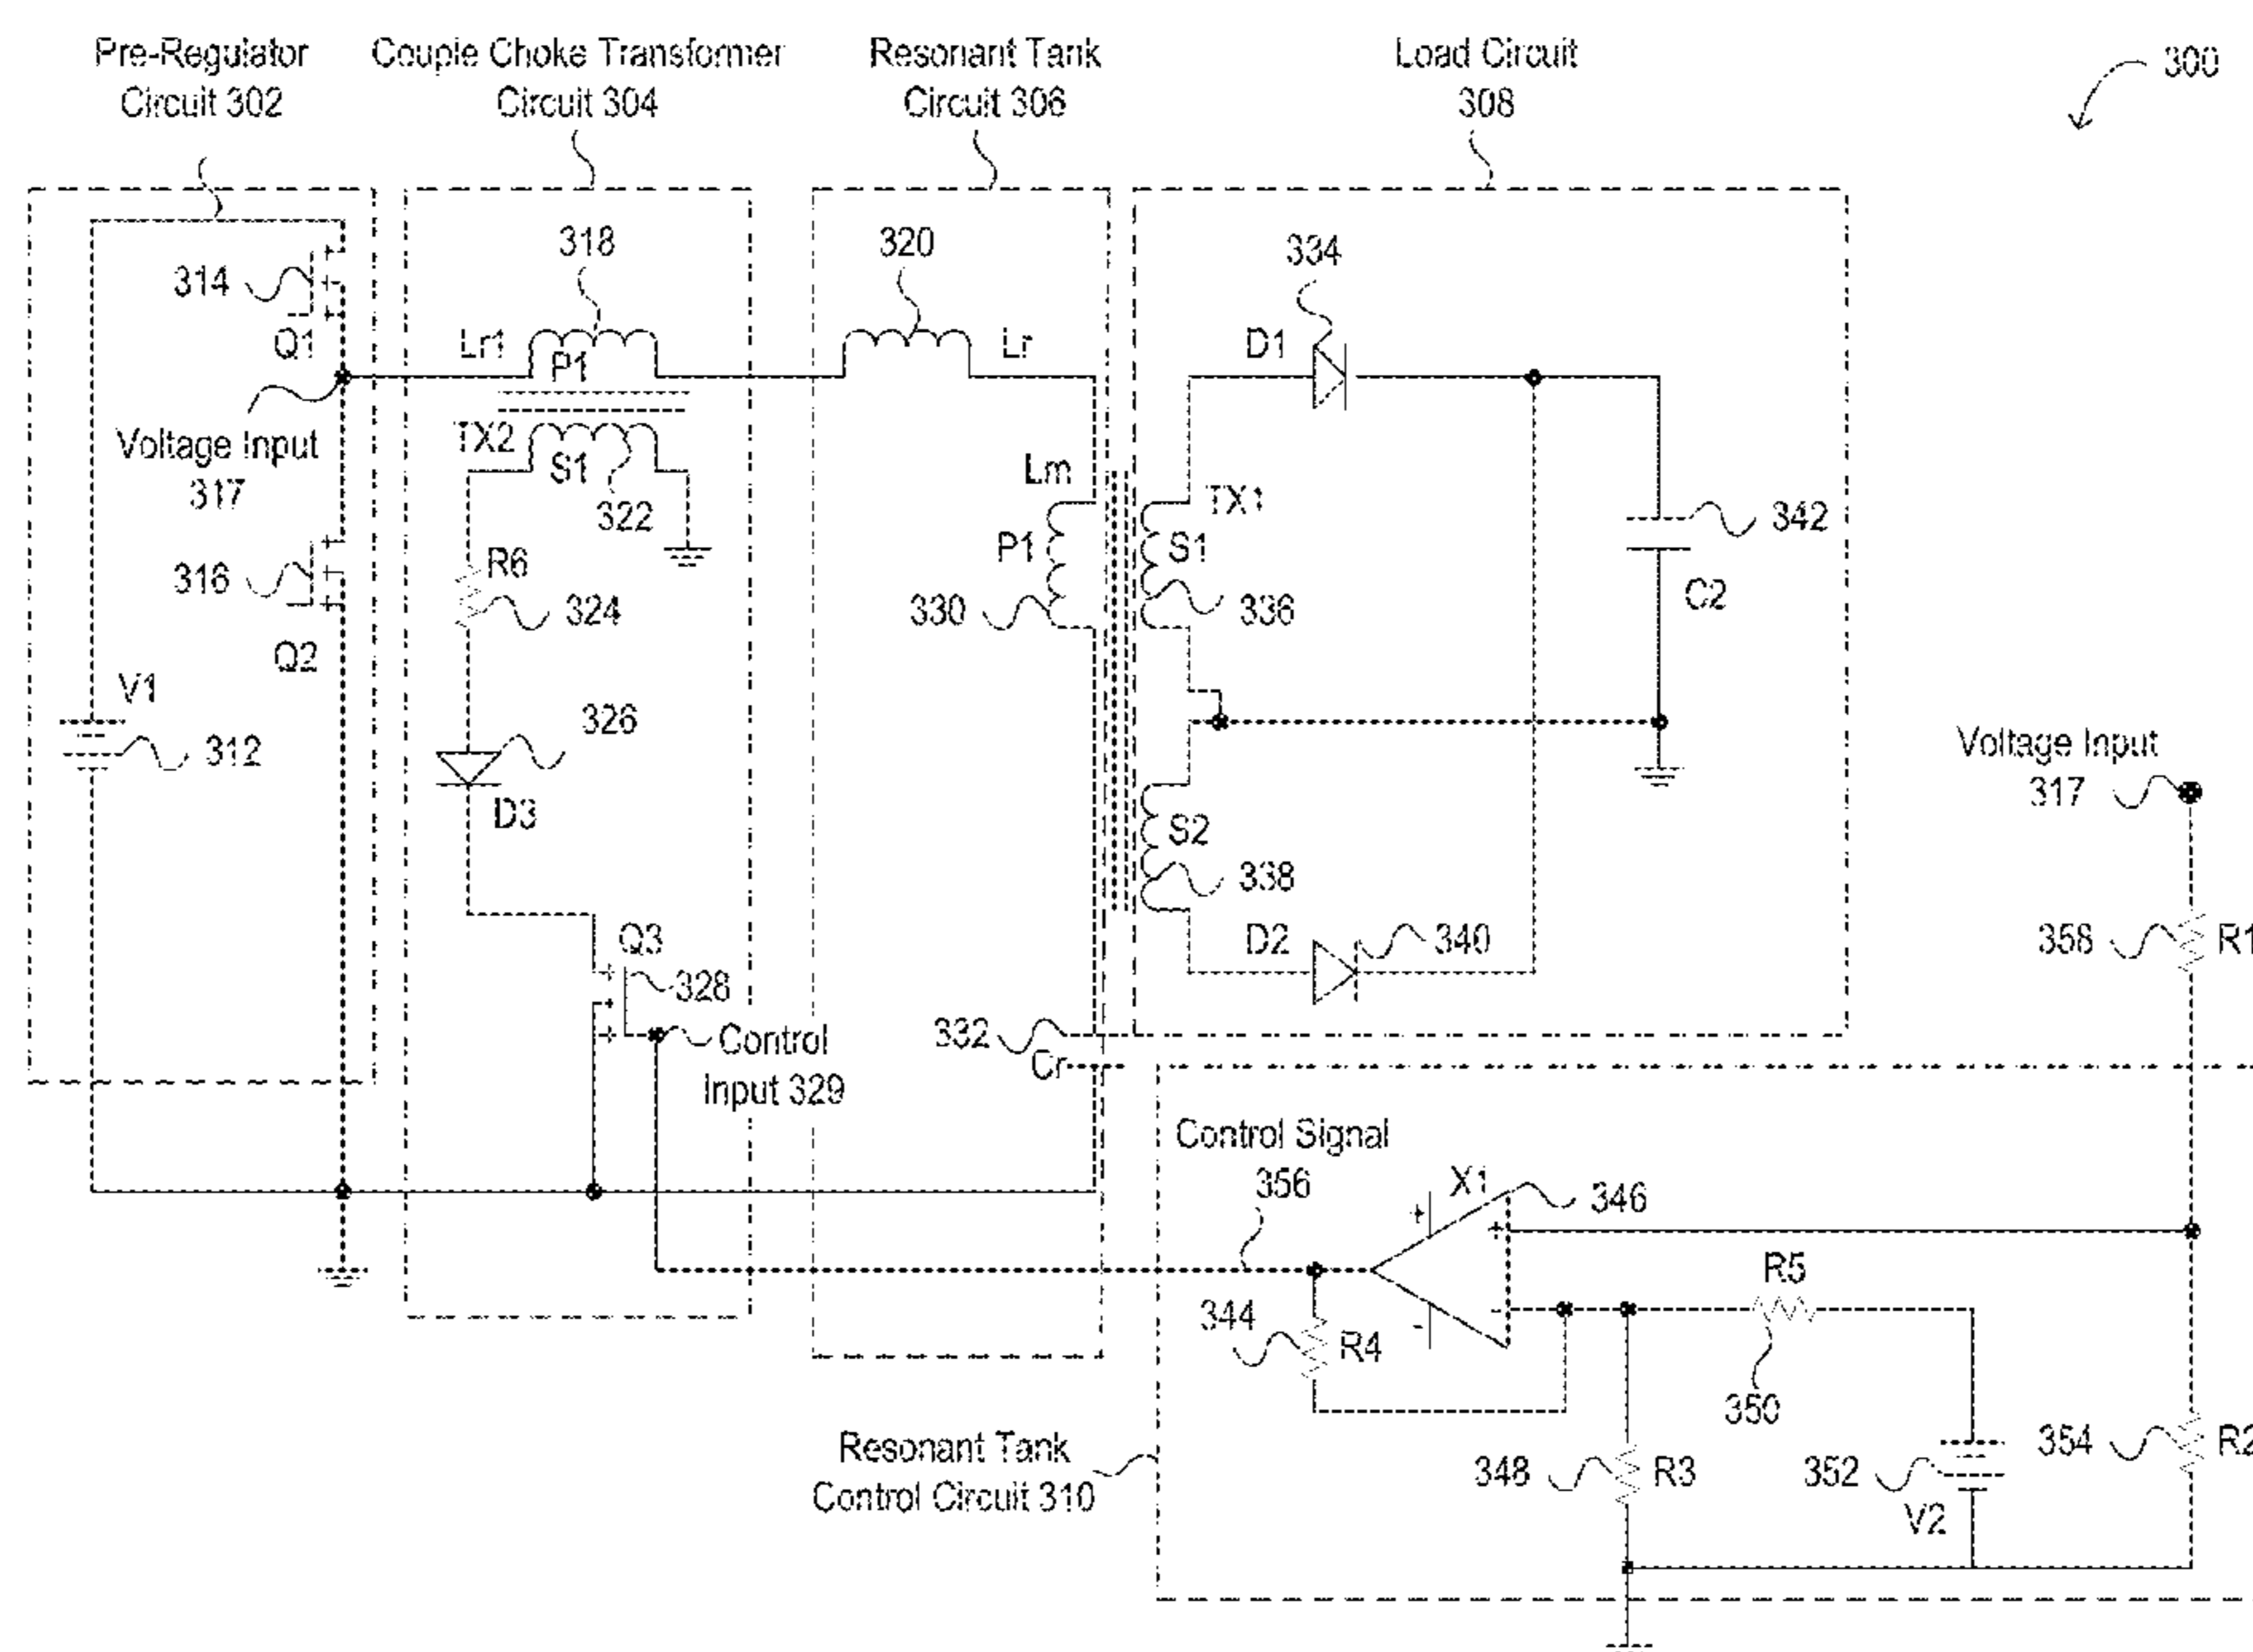 Pre-Regulator
Circuit 302
Couple Choke Transformer
Circuit 304
Resonant Tank
Circuit 306
Load Circuit
308
300
314
Q1
318
Lr1
P1
320
Lr
334
D1
Voltage Input
317
TX2
S1
322
Lm
TX1
P1
S1
330
336
342
C2
316
Q2
R6
324
V1
312
326
D3
Voltage Input
317
S2
338
Q3
328
D2
340
358
R1
332
Cr
Control
Input 329
Control Signal
356
X1
346
+
+
-
-
R5
344
R4
350
Resonant Tank
Control Circuit 310
348
R3
352
V2
354
R2